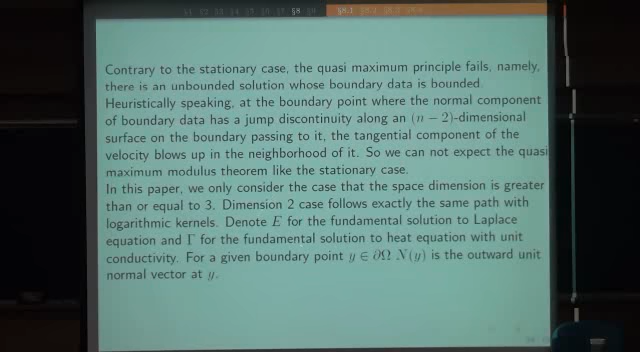 §8 §8.1
Contrary to the stationary case, the quasi maximum principle fails, namely,
there is an unbounded solution whose boundary data is bounded.
Heuristically speaking, at the boundary point where the normal component
of boundary data has a jump discontinuity along an (n − 2)-dimensional
surface on the boundary passing to it, the tangential component of the
velocity blows up in the neighborhood of it. So we can not expect the quasi
maximum modulus theorem like the stationary case.
In this paper, we only consider the case that the space dimension is greater
than or equal to 3. Dimension 2 case follows exactly the same path with
logarithmic kernels. Denote E for the fundamental solution to Laplace
equation and Γ for the fundamental solution to heat equation with unit
conductivity. For a given boundary point y ∈ ∂Ω N(y) is the outward unit
normal vector at y.